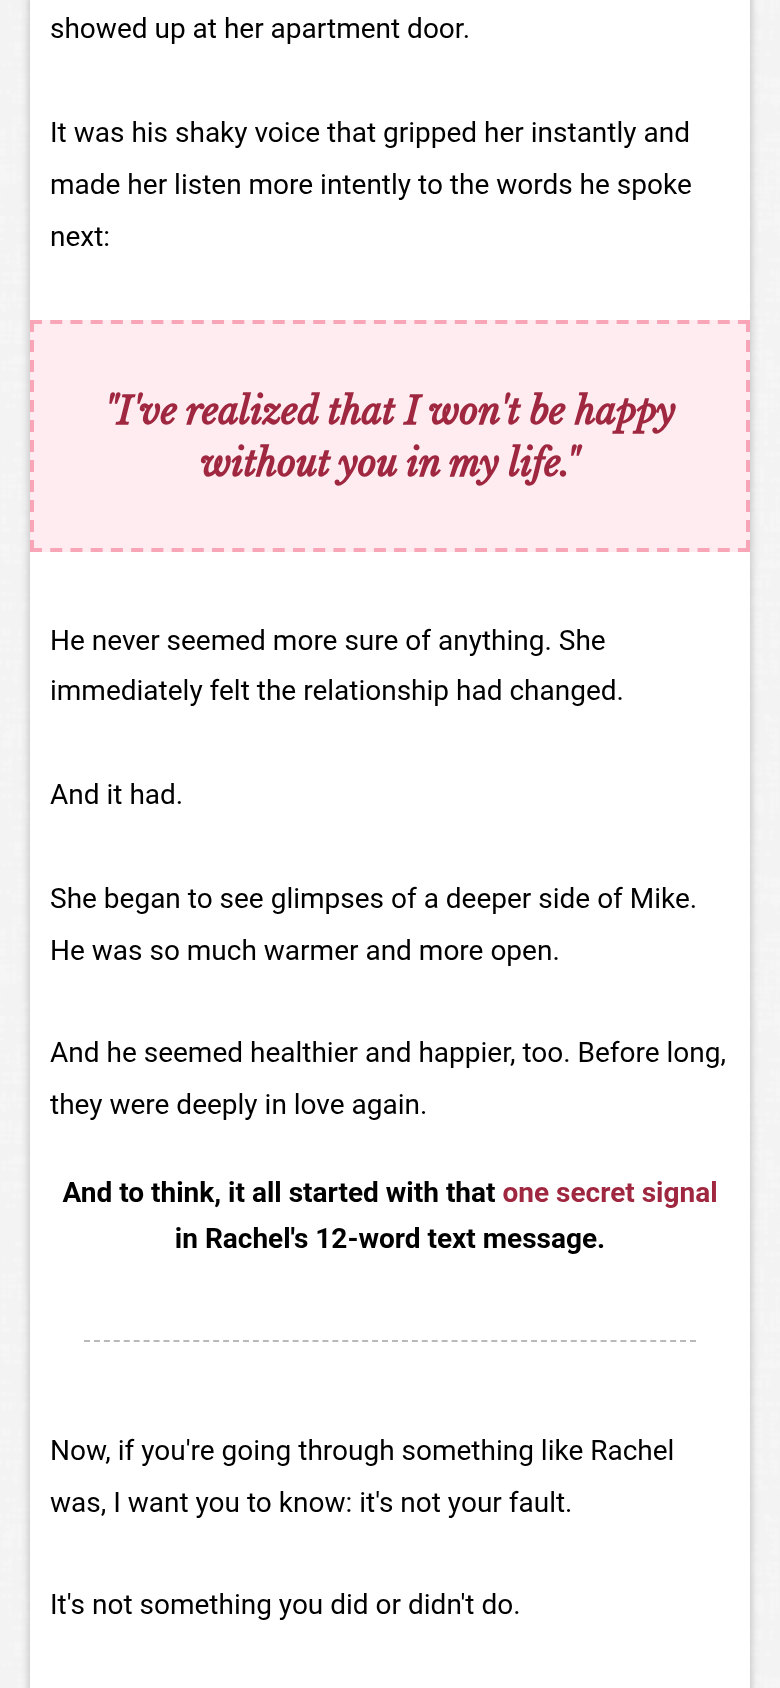 showed up at her apartment door.
It was his shaky voice that gripped her instantly and
made her listen more intently to the words he spoke
next:
"I've realized that I won't be happy
without you in my life."
He never seemed more sure of anything. She
immediately felt the relationship had changed.
And it had.
She began to see glimpses of a deeper side of Mike.
He was so much warmer and more open.
And he seemed healthier and happier, too. Before long,
they were deeply in love again.
And to think, it all started with that one secret signal
in Rachel's 12-word text message.
Now, if you're going through something like Rachel
was, I want you to know: it's not your fault.
It's not something you did or didn't do.